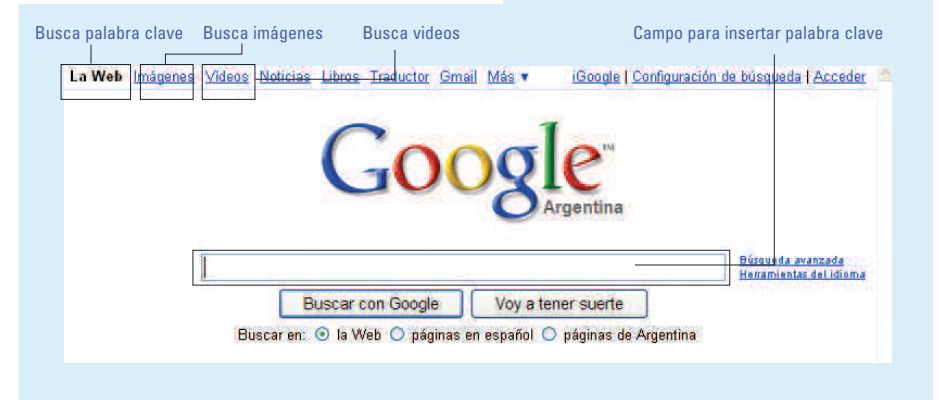 Busca palabra clave Busca imágenes Busca videos Campo para insertar palabra clave
La Web Imágenes Videos Noticias Libros Traductor Gmail Más ▼ iGoogle | Configuración de búsqueda | Acceder
Google™
Argentina
Búsqueda avanzada
Herramientas del idioma
Buscar con Google Voy a tener suerte
Buscar en: la Web páginas en español páginas de Argentina